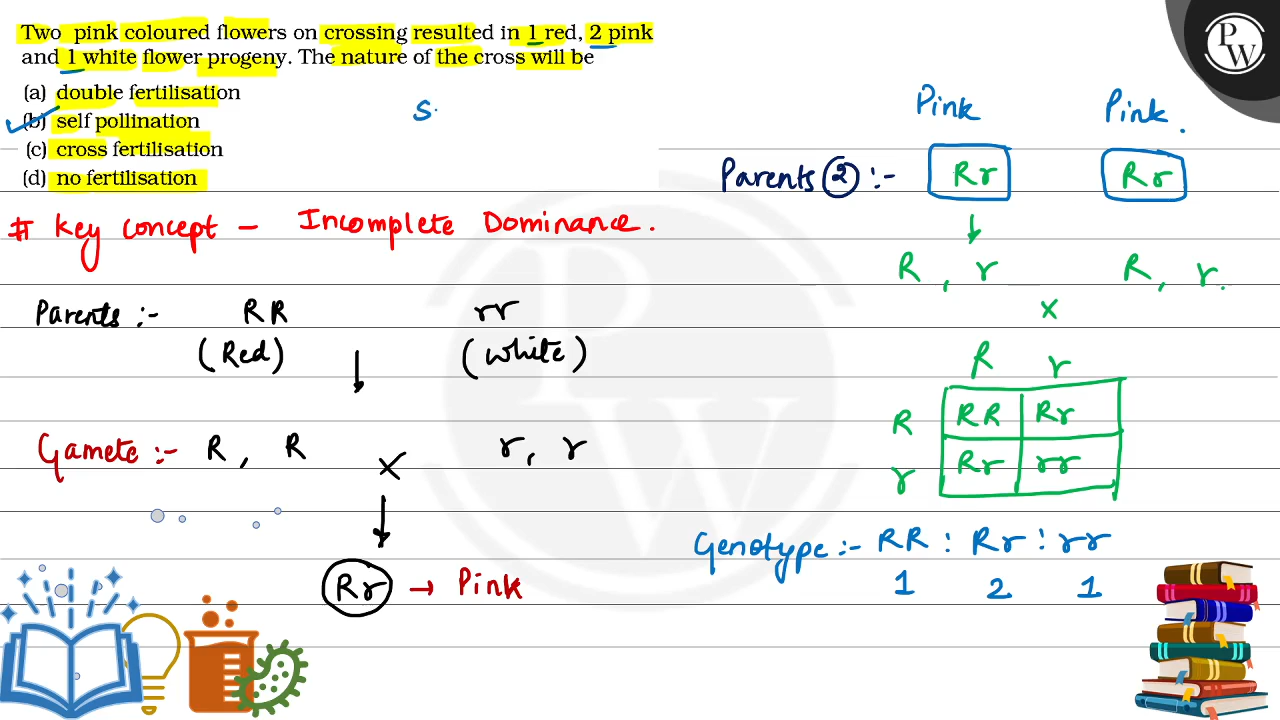 Two pink coloured flowers on crossing resulted in 1 red, 2 pink
and 1 white flower progeny. The nature of the cross will be
(a) double fertilisation
(b) self pollination
(c) cross fertilisation
(d) no fertilisation
S
# Key concept - Incomplete Dominance.
Parents :- RR rr
(Red) (White)
Gamete :- R, R × r, r
Rr → Pink
PW
Pink Pink.
Parents 2 :- Rr Rr
R, r R, r.
×
R r
R RR Rr
r Rr rr
Genotype :- RR : Rr : rr
1 2 1
PW